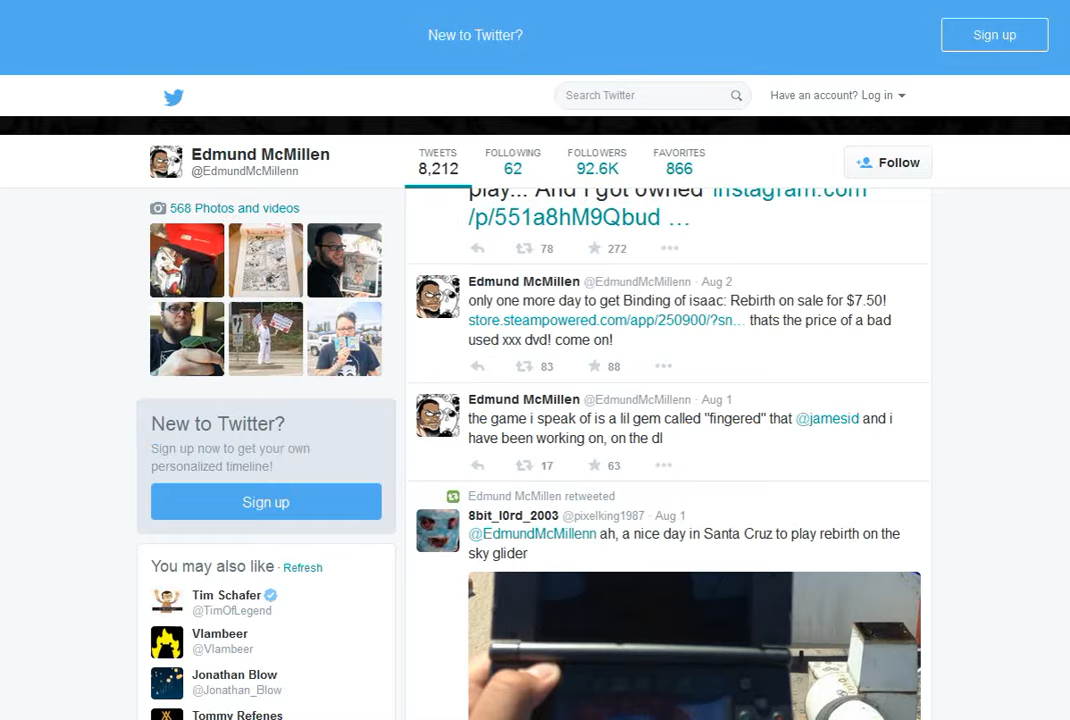 New to Twitter?
Sign up
Search Twitter
Have an account? Log in
Edmund McMillen
@EdmundMcMillenn
TWEETS
8,212
FOLLOWING
62
FOLLOWERS
92.6K
FAVORITES
866
Follow
568 Photos and videos
New to Twitter?
Sign up now to get your own
personalized timeline!
Sign up
You may also like · Refresh
Tim Schafer
@TimOfLegend
Vlambeer
@Vlambeer
Jonathan Blow
@Jonathan_Blow
Tommy Refenes
play... And I got owned instagram.com
/p/551a8hM9Qbud ...
78 272
Edmund McMillen @EdmundMcMillenn · Aug 2
only one more day to get Binding of isaac: Rebirth on sale for $7.50!
store.steampowered.com/app/250900/?sn... thats the price of a bad
used xxx dvd! come on!
83 88
Edmund McMillen @EdmundMcMillenn · Aug 1
the game i speak of is a lil gem called "fingered" that @jamesid and i
have been working on, on the dl
17 63
Edmund McMillen retweeted
8bit_l0rd_2003 @pixelking1987 · Aug 1
@EdmundMcMillenn ah, a nice day in Santa Cruz to play rebirth on the
sky glider